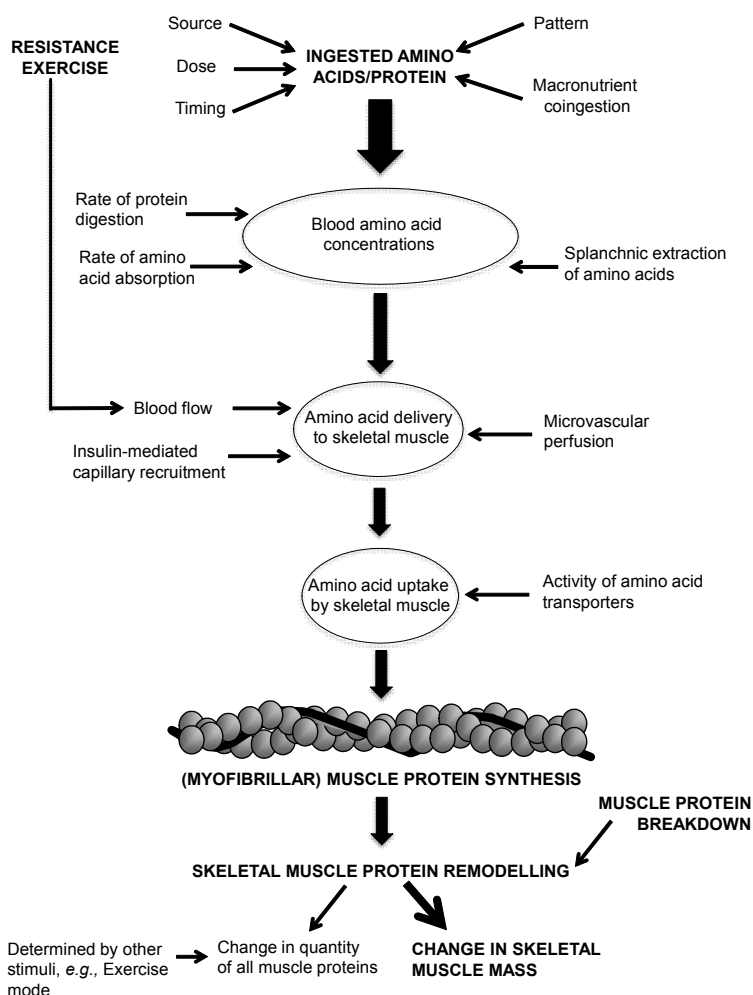 Source
Pattern
RESISTANCE
EXERCISE
INGESTED AMINO
ACIDS/PROTEIN
Dose
Timing
Macronutrient
coingestion
Rate of protein
digestion
Blood amino acid
concentrations
Rate of amino
acid absorption
Splanchnic extraction
of amino acids
Blood flow
Amino acid delivery
to skeletal muscle
Microvascular
perfusion
Insulin-mediated
capillary recruitment
Amino acid uptake
by skeletal muscle
Activity of amino acid
transporters
(MYOFIBRILLAR) MUSCLE PROTEIN SYNTHESIS
MUSCLE PROTEIN
BREAKDOWN
SKELETAL MUSCLE PROTEIN REMODELLING
Determined by other
stimuli, e.g., Exercise
mode
Change in quantity
of all muscle proteins
CHANGE IN SKELETAL
MUSCLE MASS